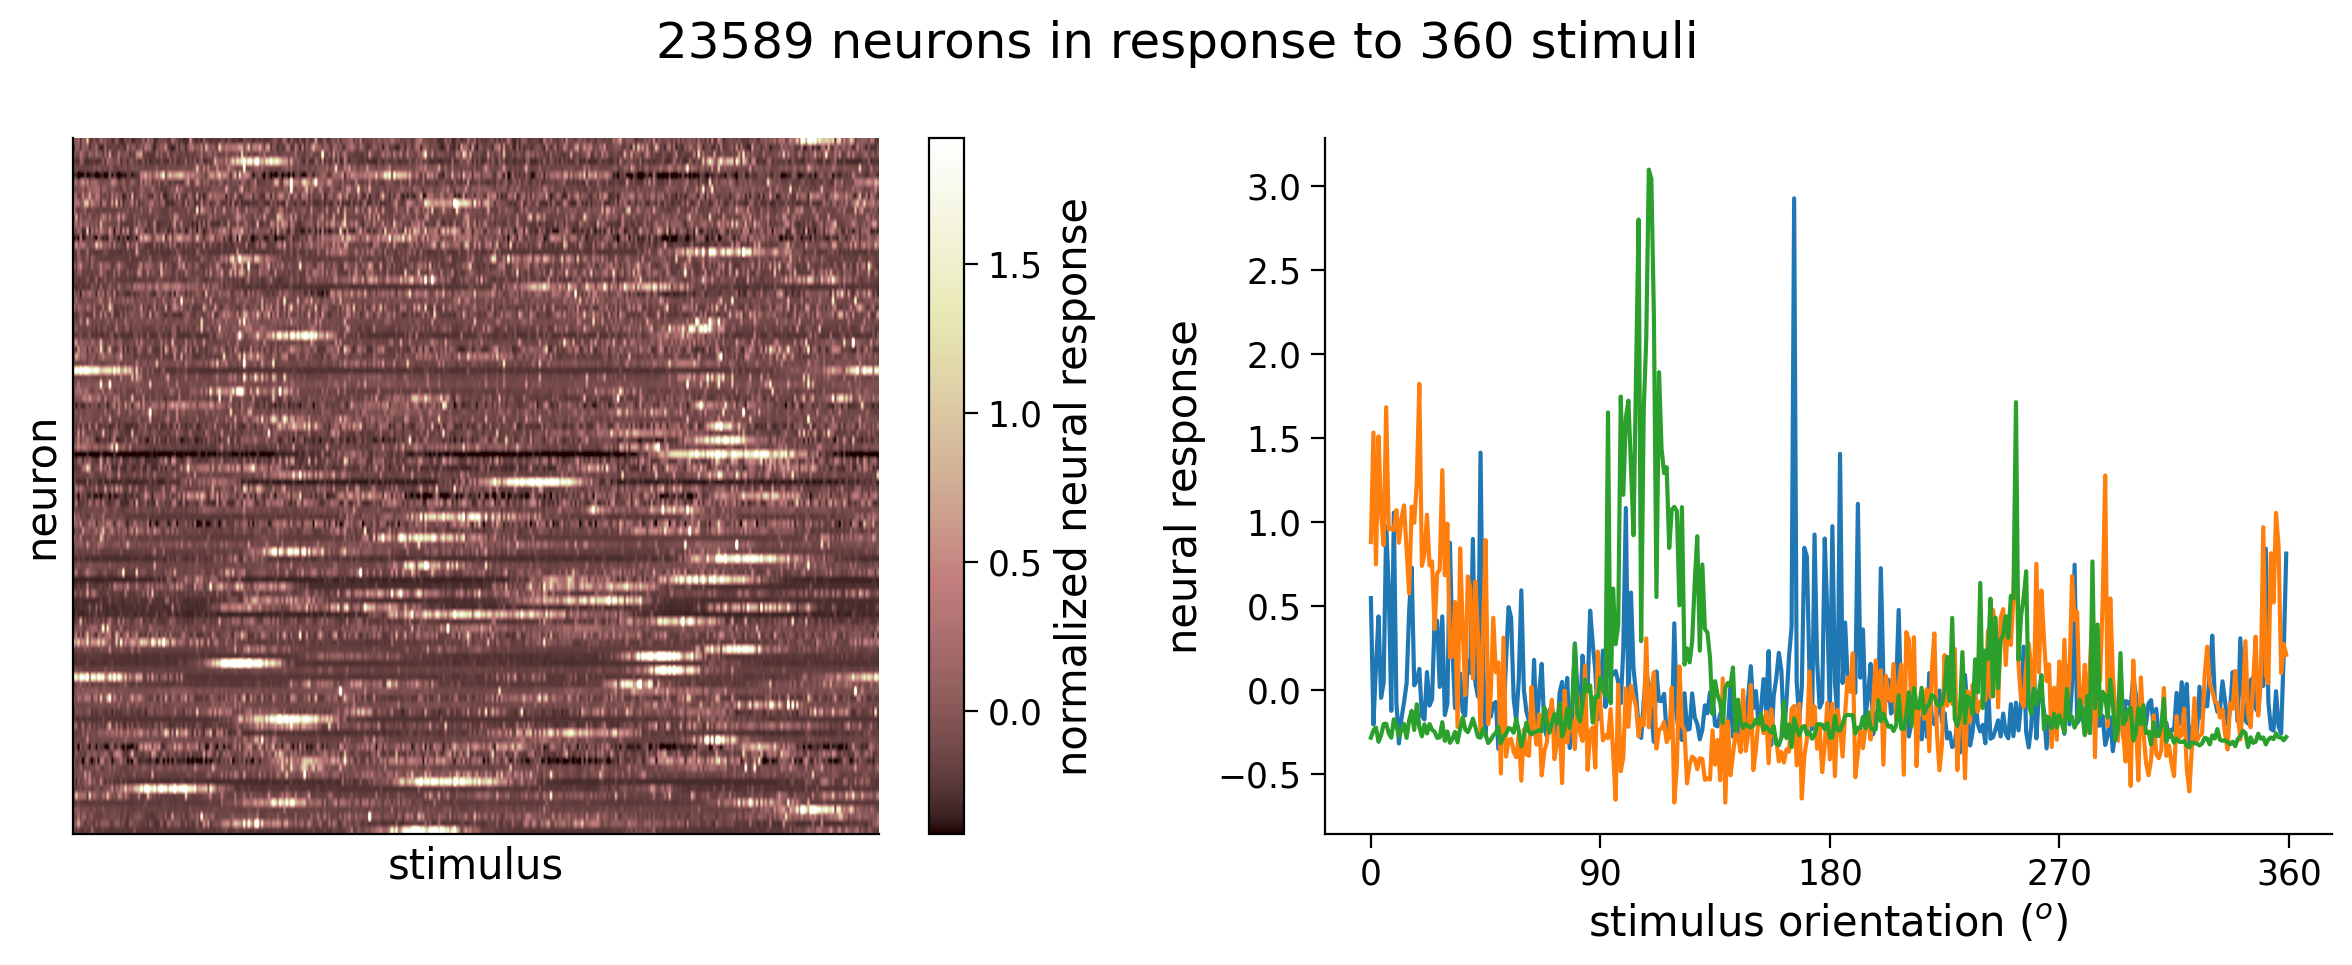 23589 neurons in response to 360 stimuli
neuron
stimulus
1.5
1.0
0.5
0.0
normalized neural response
neural response
3.0
2.5
2.0
1.5
1.0
0.5
0.0
−0.5
0 90 180 270 360
stimulus orientation (°)